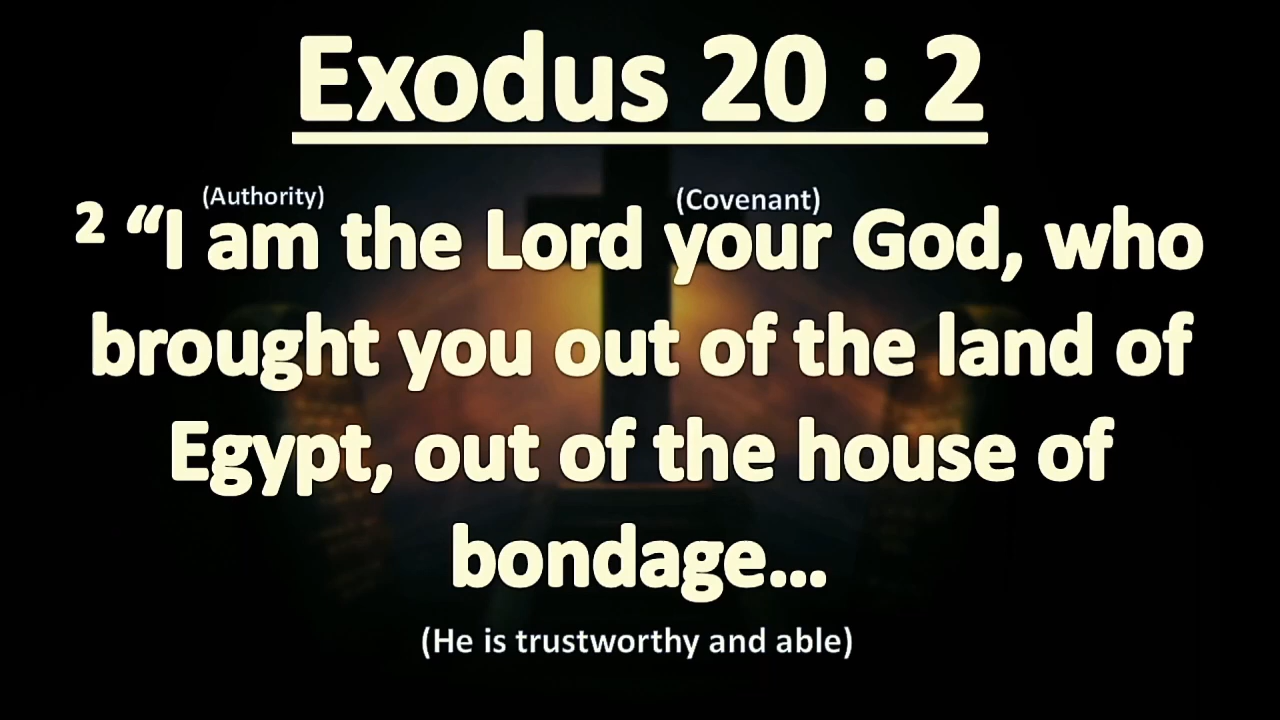 Exodus 20 : 2
(Authority) (Covenant)
² “I am the Lord your God, who
brought you out of the land of
Egypt, out of the house of
bondage...
(He is trustworthy and able)